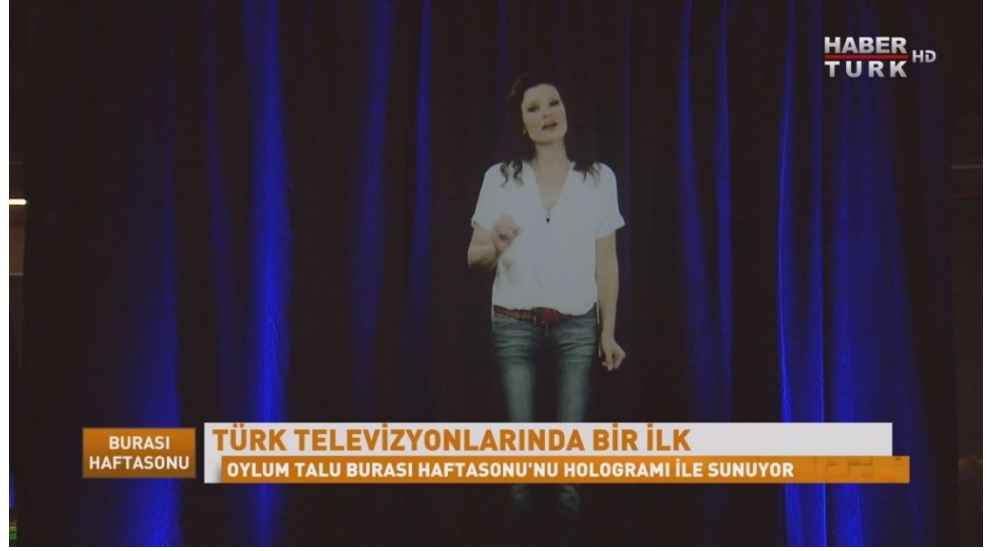 HABER
TURK HD
BURASI
HAFTASONU
TÜRK TELEVİZYONLARINDA BİR İLK
OYLUM TALU BURASI HAFTASONU'NU HOLOGRAMI İLE SUNUYOR